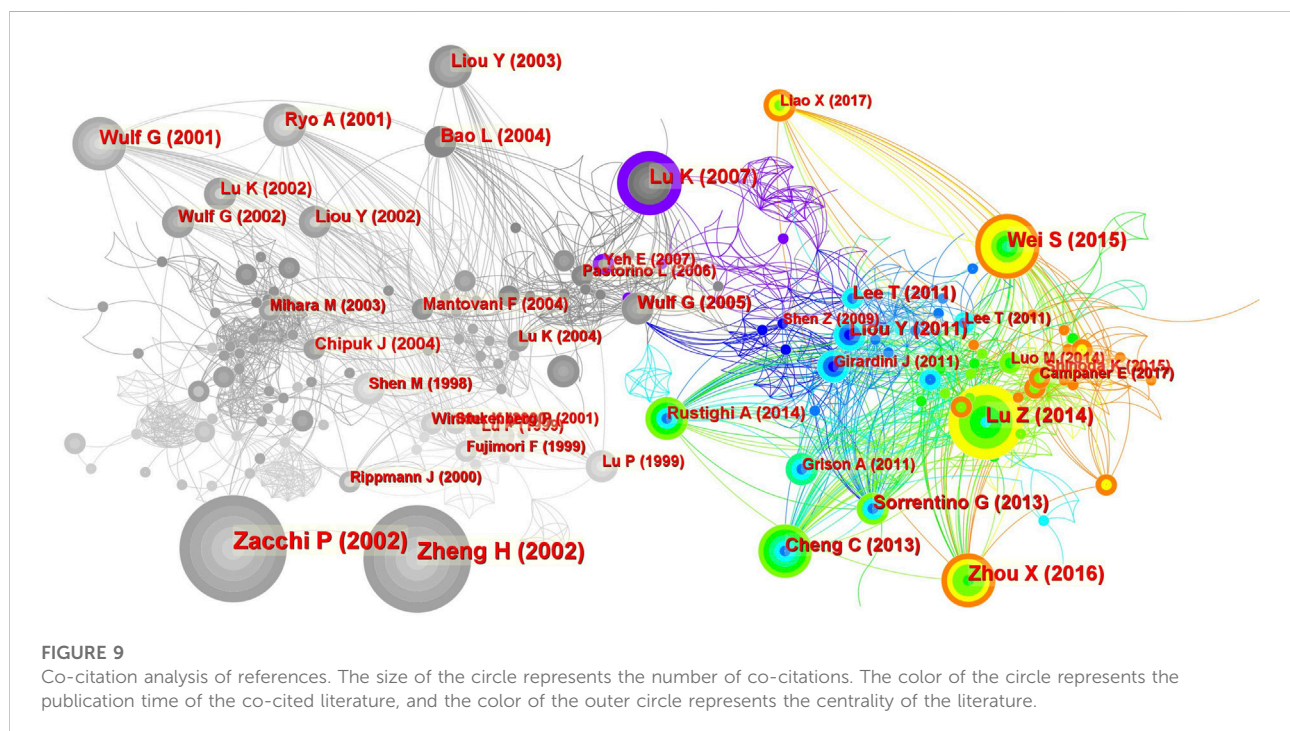 Liou Y (2003)
Liao X (2017)
Ryo A (2001)
Wulf G (2001)
Bao L (2004)
Lu K (2007)
Lu K (2002)
Wulf G (2002)
Liou Y (2002)
Wei S (2015)
Yeh E (2007)
Pastorino L (2006)
Lee T (2011)
Mihara M (2003)
Mantovani F (2004)
Wulf G (2005)
Shen Z (2009)
Lee T (2011)
Liou Y (2011)
Chipuk J (2004)
Lu K (2004)
Girardini J (2011)
Luo M (2014)
Campaner E (2017)
Shen M (1998)
Rustighi A (2014)
Lu Z (2014)
Lu P (1999)
Fujimori F (1999)
Lu P (1999)
Grison A (2011)
Rippmann J (2000)
Sorrentino G (2013)
Zacchi P (2002)
Zheng H (2002)
Cheng C (2013)
Zhou X (2016)
FIGURE 9
Co-citation analysis of references. The size of the circle represents the number of co-citations. The color of the circle represents the
publication time of the co-cited literature, and the color of the outer circle represents the centrality of the literature.